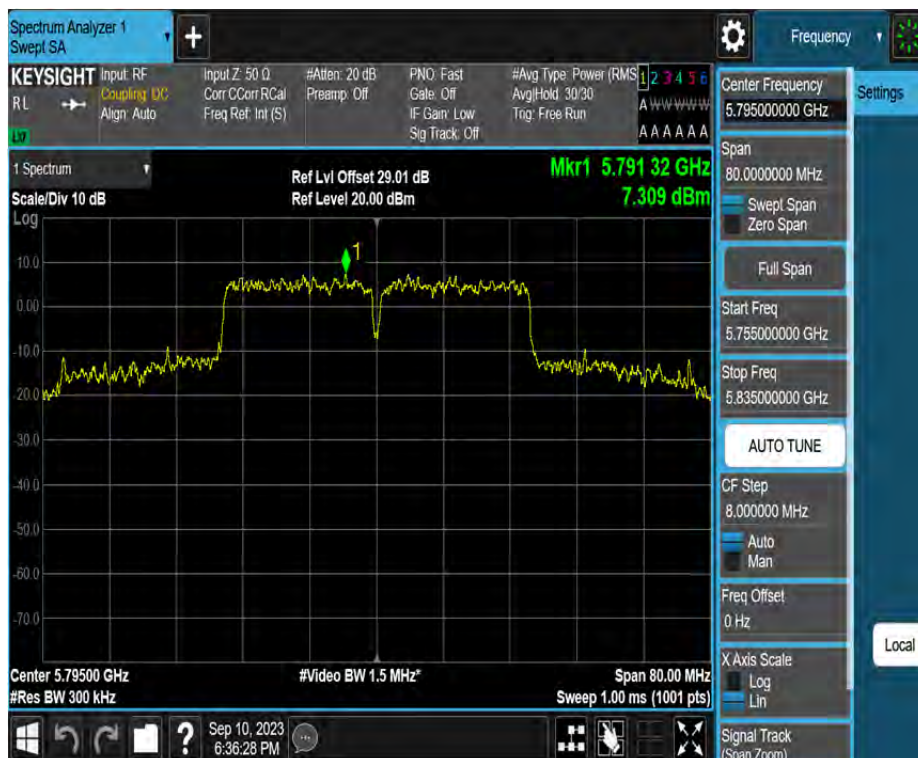 Spectrum Analyzer 1
Swept SA
+
Frequency
KEYSIGHT
RL
LXI
Input: RF
Coupling: DC
Align: Auto
Input Z: 50 Ω
Corr CCorr RCal
Freq Ref: Int (S)
#Atten: 20 dB
Preamp: Off
PNO: Fast
Gate: Off
IF Gain: Low
Sig Track: Off
#Avg Type: Power (RMS
Avg|Hold: 30/30
Trig: Free Run
1 2 3 4 5 6
A W W W W W
A A A A A A
1 Spectrum
Scale/Div 10 dB
Log
Ref Lvl Offset 29.01 dB
Ref Level 20.00 dBm
Mkr1 5.791 32 GHz
7.309 dBm
1
10.0
0.00
-10.0
-20.0
-30.0
-40.0
-50.0
-60.0
-70.0
Center 5.79500 GHz
#Res BW 300 kHz
#Video BW 1.5 MHz*
Span 80.00 MHz
Sweep 1.00 ms (1001 pts)
Center Frequency
5.795000000 GHz
Settings
Span
80.0000000 MHz
Swept Span
Zero Span
Full Span
Start Freq
5.755000000 GHz
Stop Freq
5.835000000 GHz
AUTO TUNE
CF Step
8.000000 MHz
Auto
Man
Freq Offset
0 Hz
X Axis Scale
Log
Lin
Local
Signal Track
(Span Zoom)
?
Sep 10, 2023
6:36:28 PM